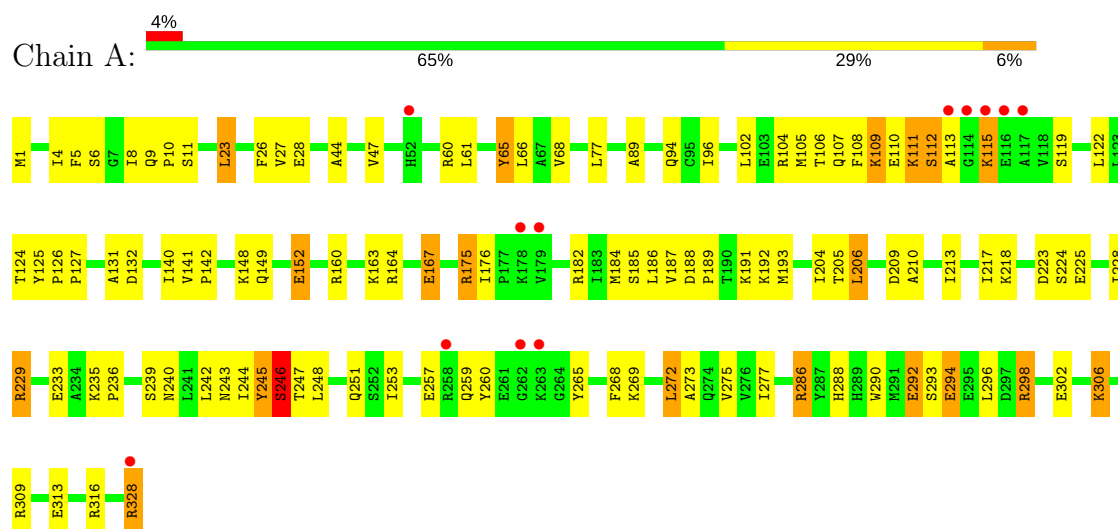 4%
Chain A:
65% 29% 6%
M1 I4 F5 S6 G7 I8 Q9 P10 S11 L23 F26 V27 E28 A44 V47 H52 R60 L61 Y65 L66 A67 V68 L77 A89 Q94 C95 I96 L102 E103 R104 M105 T106 Q107 F108 K109 E110 K111 S112 A113 G114 K115 E116 A117 V118 S119 L122 L123
T124 Y125 P126 P127 A131 D132 I140 V141 P142 K148 Q149 E152 R160 K163 R164 E167 R175 I176 P177 K178 V179 R182 I183 M184 S185 L186 V187 D188 P189 T190 K191 K192 M193 I204 T205 L206 D209 A210 I213 I217 K218 D223 S224 E225 I228
R229 E233 A234 K235 P236 S239 N240 L241 L242 N243 I244 Y245 S246 T247 L248 Q251 S252 I253 E257 R258 Q259 Y260 E261 G262 K263 G264 Y265 F268 K269 L272 A273 Q274 V275 V276 I277 R286 Y287 H288 H289 W290 M291 E292 S293 E294 E295 L296 D297 R298 E302 K306
R309 E313 R316 R328